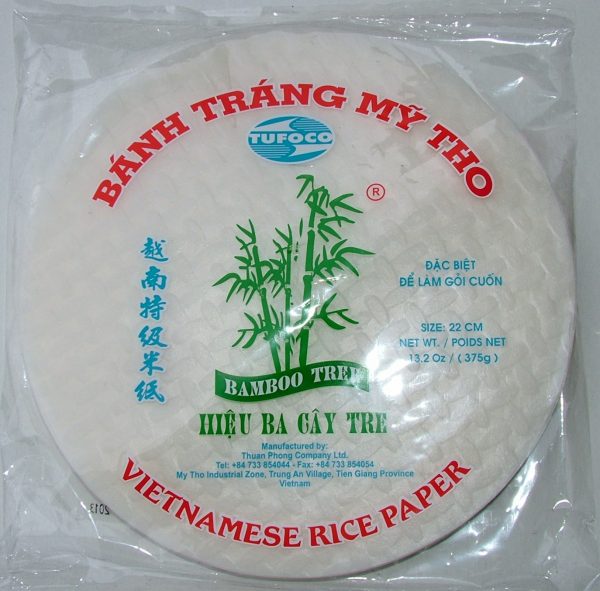 BÁNH TRÁNG MỸ THO
TUFOCO
®
越南特级米纸
ĐẶC BIỆT
ĐỂ LÀM GỎI CUỐN
SIZE: 22 CM
NET WT. / POIDS NET
13.2 Oz / ( 375g )
BAMBOO TREE
HIỆU BA CÂY TRE
Manufactured by:
Thuan Phong Company Ltd.
Tel: +84 733 854044 - Fax: +84 733 854054
My Tho Industrial Zone, Trung An Village, Tien Giang Province
Vietnam
VIETNAMESE RICE PAPER
2013